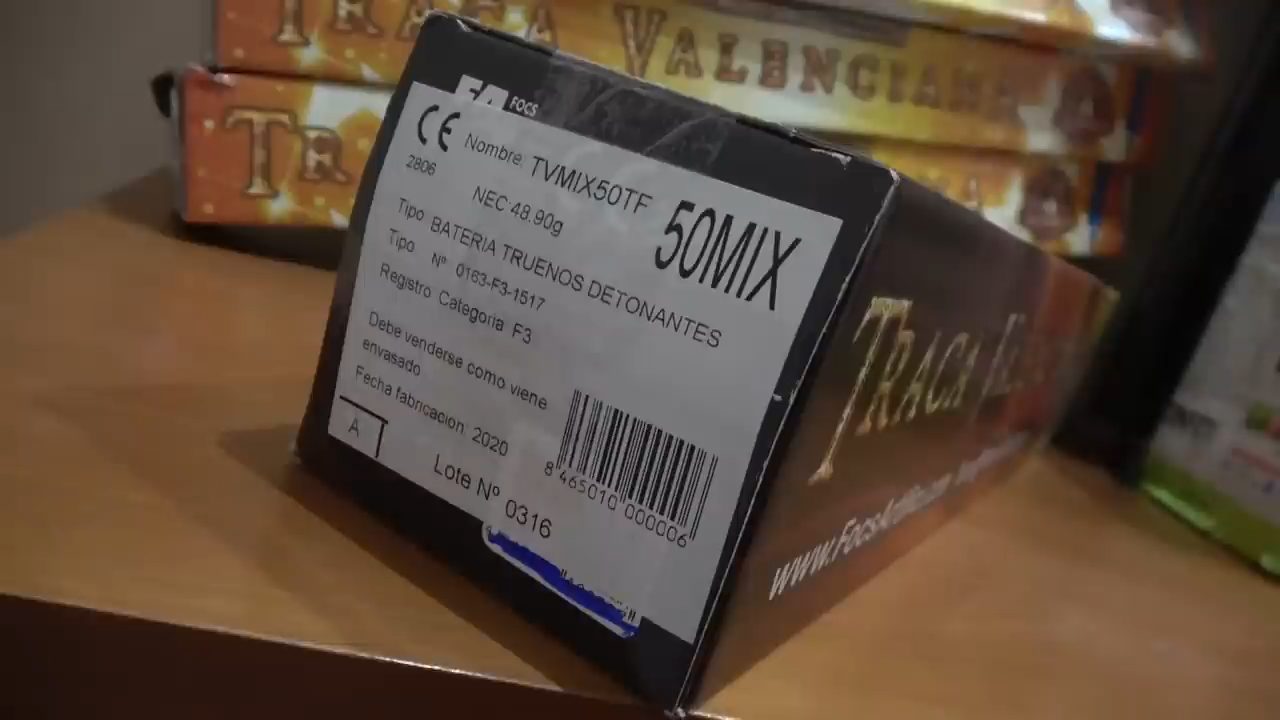 TRACA VALENCIANA
TR
FOCS
CE
2806
Nombre: TVMIX50TF
NEC:48.90g
50MIX
Tipo BATERIA TRUENOS DETONANTES
Tipo Nº 0163-F3-1517
Registro Categoria F3
Debe venderse como viene
envasado
Fecha fabricacion: 2020
A
Lote Nº 0316
8 465010 000006
TRACA
www.FocsArtific.com